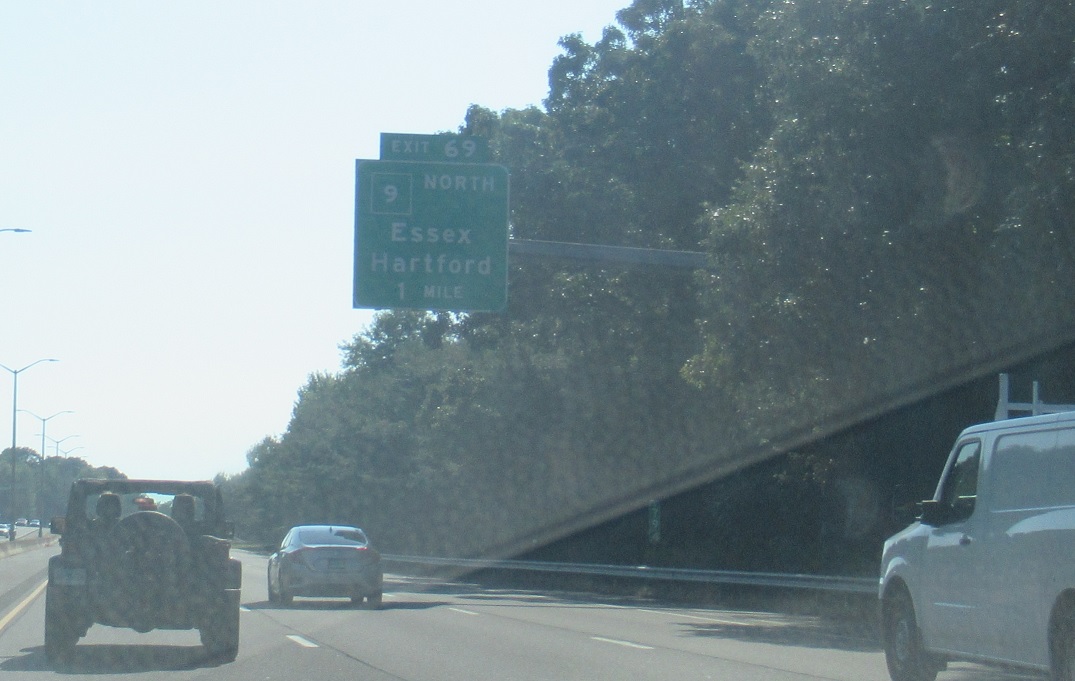 EXIT 69
9 NORTH
Essex
Hartford
1 MILE